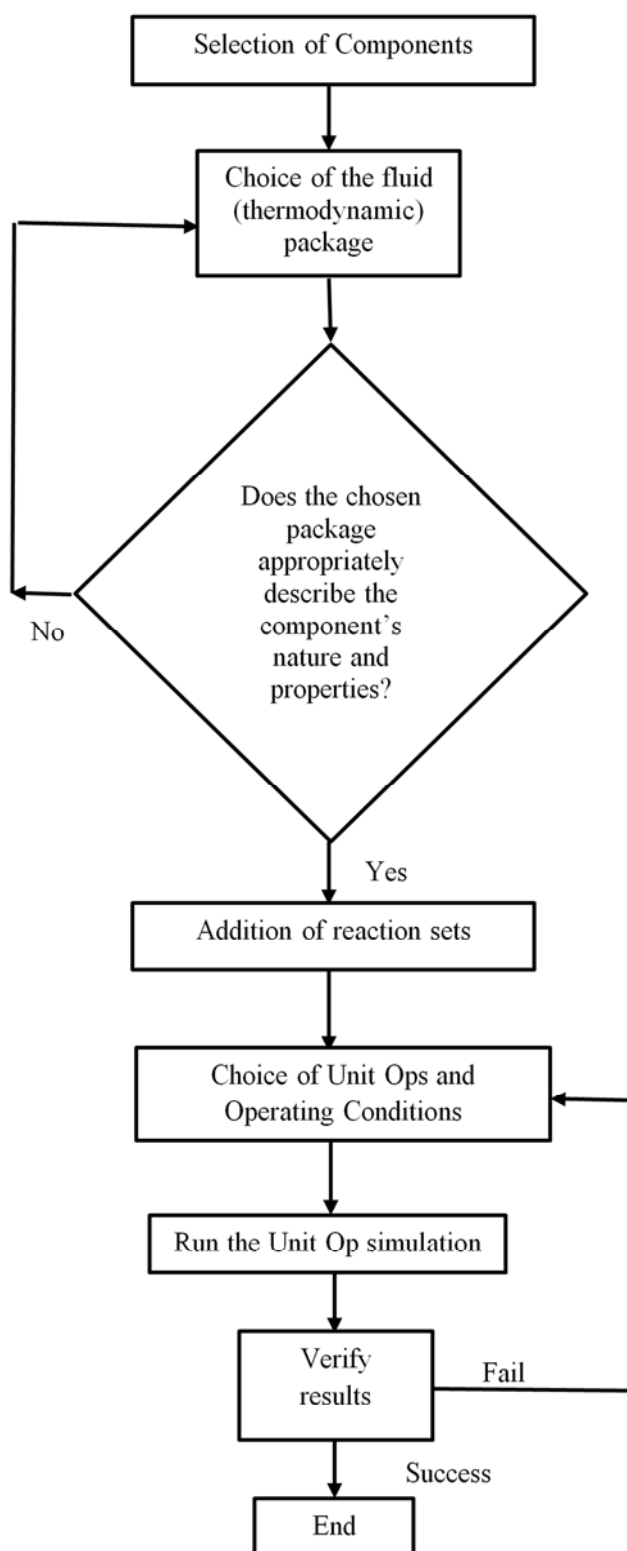 Selection of Components
Choice of the fluid
(thermodynamic)
package
Does the chosen
package
appropriately
describe the
component’s
nature and
properties?
No
Yes
Addition of reaction sets
Choice of Unit Ops and
Operating Conditions
Run the Unit Op simulation
Verify
results
Fail
Success
End